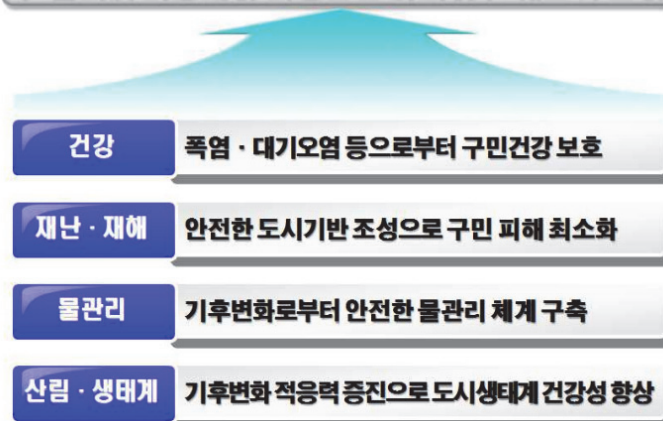 건강 폭염 · 대기오염 등으로부터 구민건강 보호
재난 · 재해 안전한 도시기반 조성으로 구민 피해 최소화
물관리 기후변화로부터 안전한 물관리 체계 구축
산림 · 생태계 기후변화 적응력 증진으로 도시생태계 건강성 향상